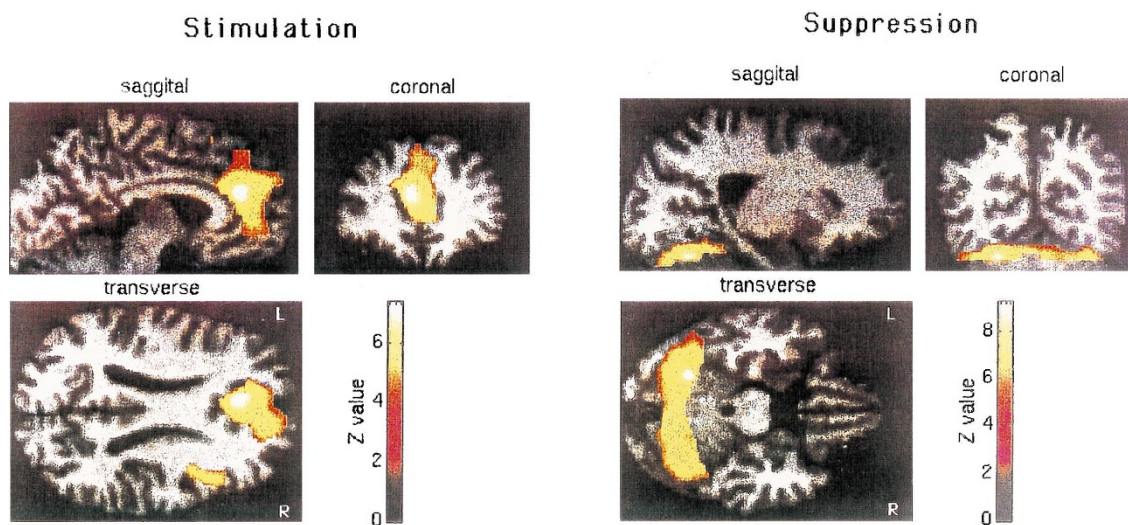 Stimulation
saggital
coronal
transverse
L
R
6
4
2
0
Z value
Suppression
saggital
coronal
transverse
L
R
8
6
4
2
0
Z value